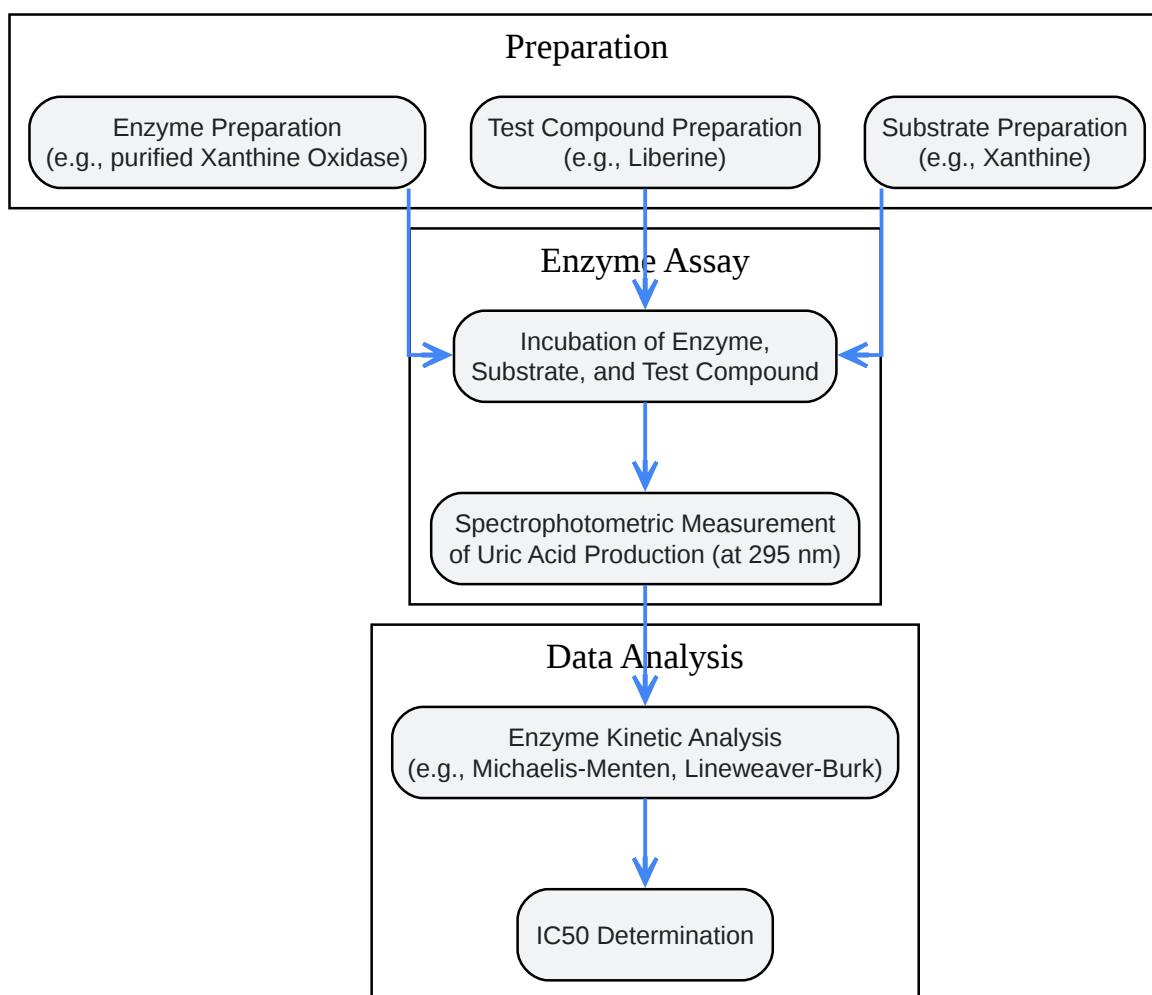 Preparation
Enzyme Preparation
(e.g., purified Xanthine Oxidase)
Test Compound Preparation
(e.g., Liberine)
Substrate Preparation
(e.g., Xanthine)
Enzyme Assay
Incubation of Enzyme,
Substrate, and Test Compound
Spectrophotometric Measurement
of Uric Acid Production (at 295 nm)
Data Analysis
Enzyme Kinetic Analysis
(e.g., Michaelis-Menten, Lineweaver-Burk)
IC50 Determination